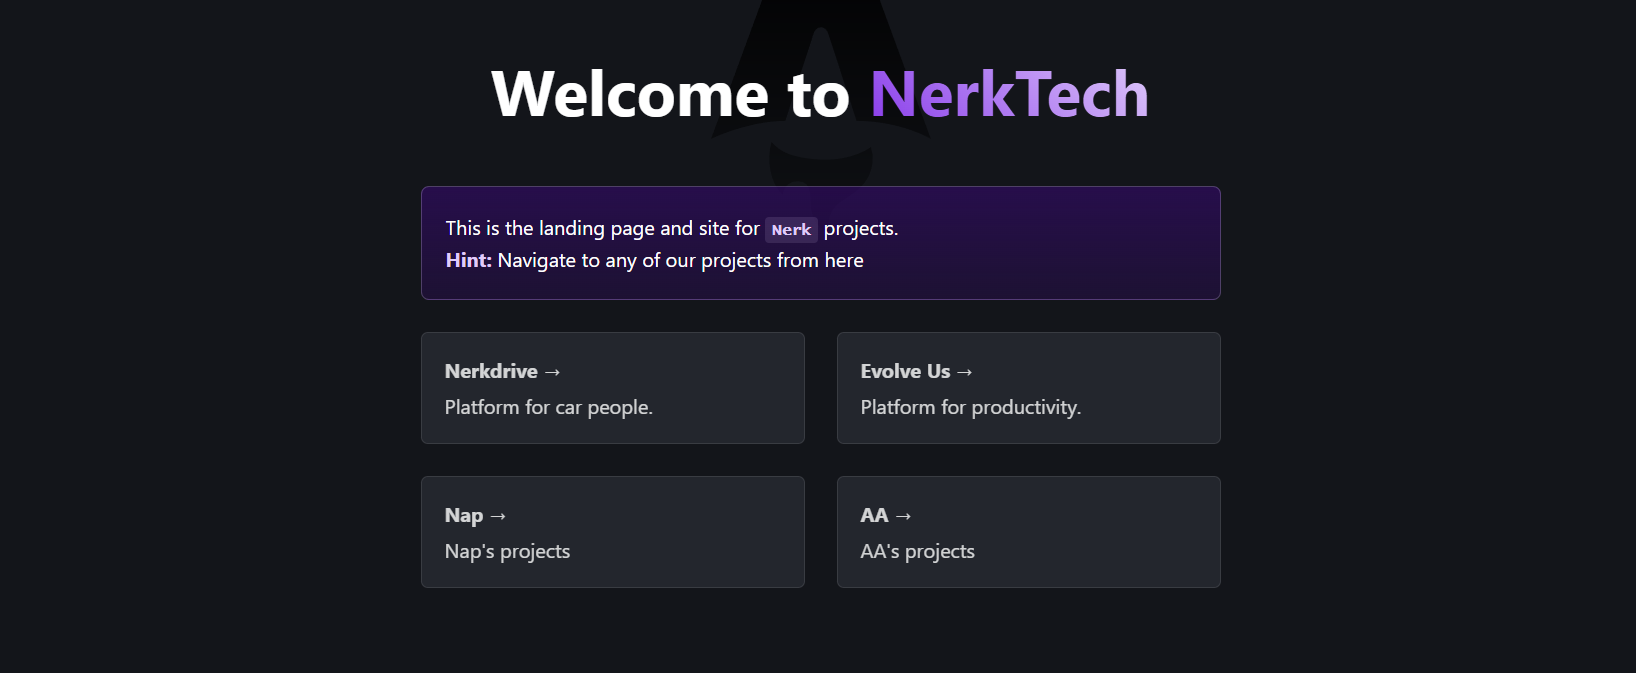 Welcome to NerkTech
This is the landing page and site for Nerk projects.
Hint: Navigate to any of our projects from here
Nerkdrive →
Platform for car people.
Evolve Us →
Platform for productivity.
Nap →
Nap's projects
AA →
AA's projects